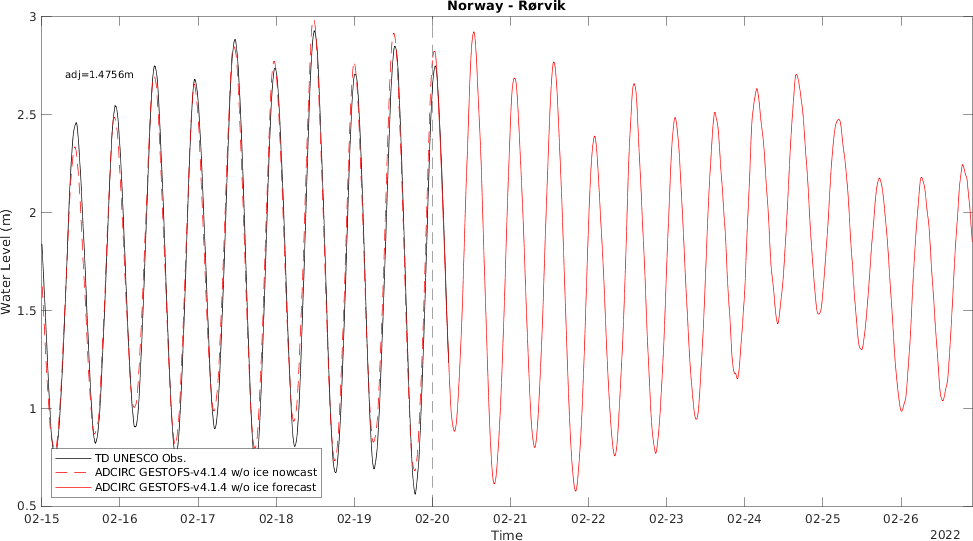 Norway - Rørvik
adj=1.4756m
Water Level (m)
3
2.5
2
1.5
1
0.5
TD UNESCO Obs.
ADCIRC GESTOFS-v4.1.4 w/o ice nowcast
ADCIRC GESTOFS-v4.1.4 w/o ice forecast
02-15 02-16 02-17 02-18 02-19 02-20 02-21 02-22 02-23 02-24 02-25 02-26
Time
2022